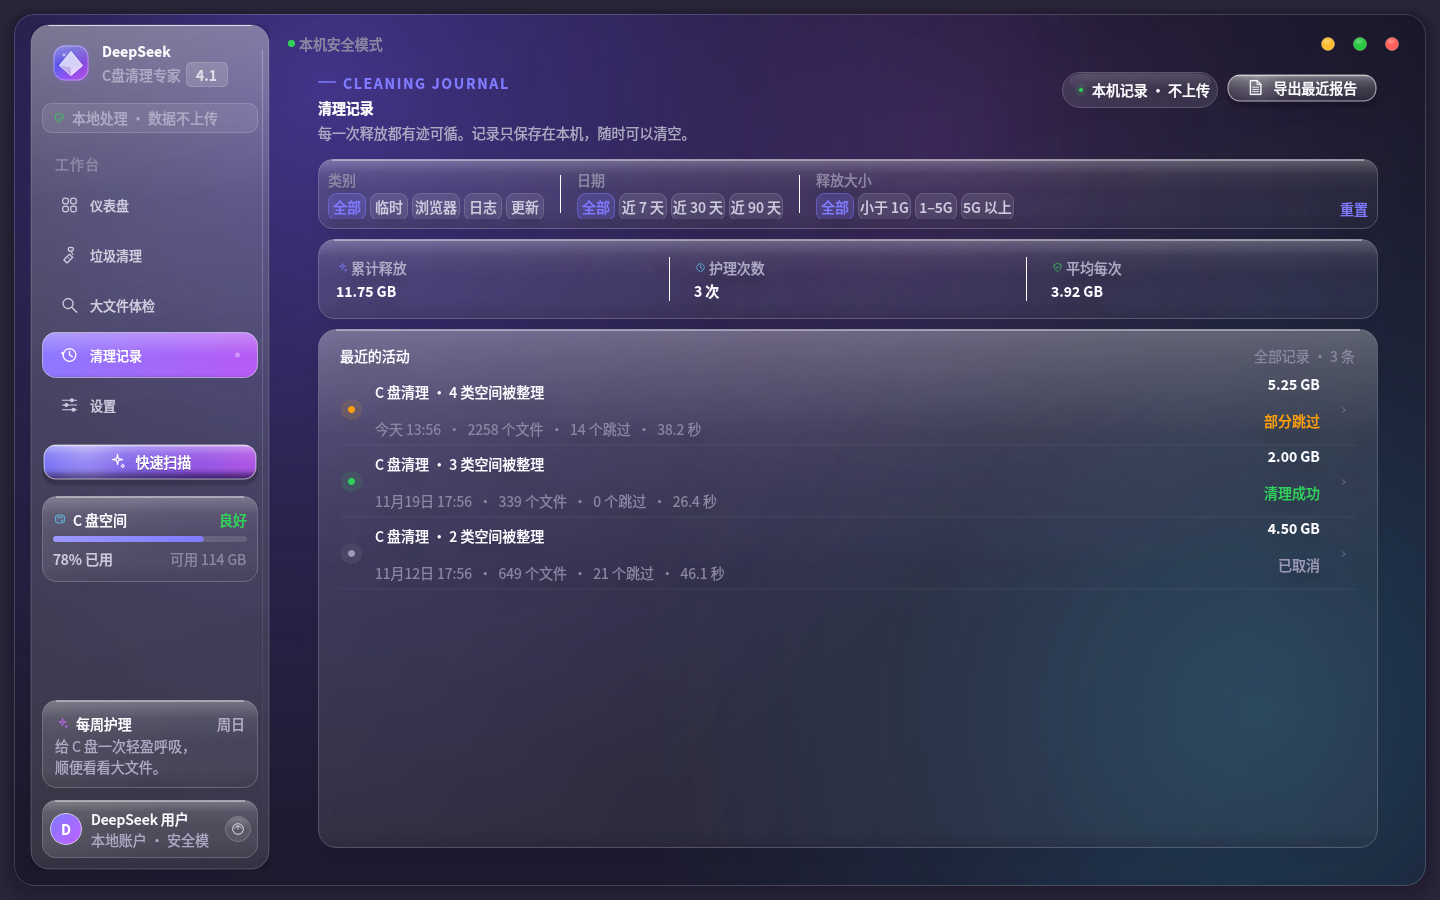 DeepSeek
C盘清理专家 4.1
本地处理 · 数据不上传
工作台
仪表盘
垃圾清理
大文件体检
清理记录
设置
快速扫描
C 盘空间 良好
78% 已用 可用 114 GB
每周护理 周日
给 C 盘一次轻盈呼吸，
顺便看看大文件。
D
DeepSeek 用户
本地账户 · 安全模
本机安全模式
CLEANING JOURNAL
清理记录
每一次释放都有迹可循。记录只保存在本机，随时可以清空。
本机记录 · 不上传
导出最近报告
类别 日期 释放大小
全部 临时 浏览器 日志 更新 全部 近 7 天 近 30 天 近 90 天 全部 小于 1G 1–5G 5G 以上 重置
累计释放 护理次数 平均每次
11.75 GB 3 次 3.92 GB
最近的活动 全部记录 · 3 条
C 盘清理 · 4 类空间被整理 5.25 GB
今天 13:56 · 2258 个文件 · 14 个跳过 · 38.2 秒 部分跳过
C 盘清理 · 3 类空间被整理 2.00 GB
11月19日 17:56 · 339 个文件 · 0 个跳过 · 26.4 秒 清理成功
C 盘清理 · 2 类空间被整理 4.50 GB
11月12日 17:56 · 649 个文件 · 21 个跳过 · 46.1 秒 已取消